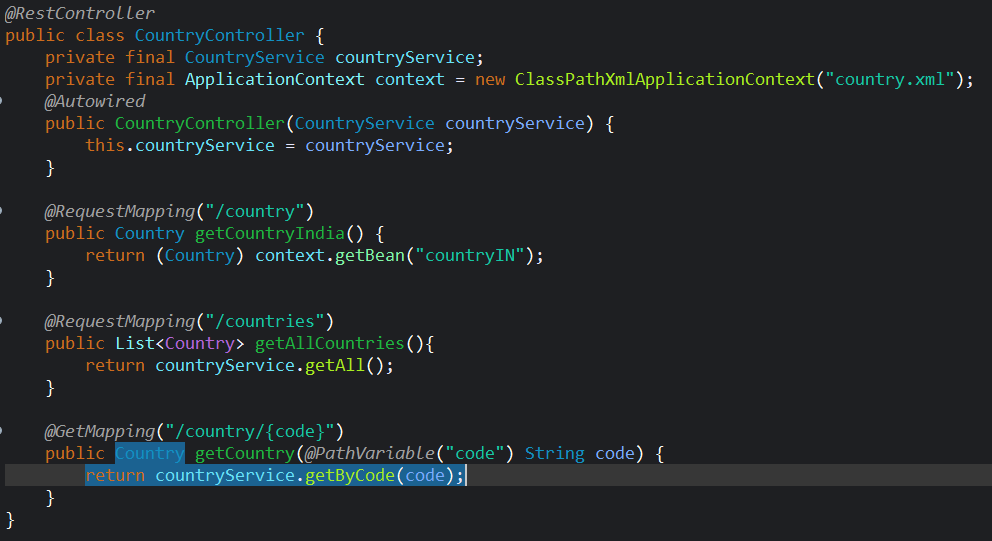 @RestController
public class CountryController {
private final CountryService countryService;
private final ApplicationContext context = new ClassPathXmlApplicationContext("country.xml");
@Autowired
public CountryController(CountryService countryService) {
this.countryService = countryService;
}
@RequestMapping("/country")
public Country getCountryIndia() {
return (Country) context.getBean("countryIN");
}
@RequestMapping("/countries")
public List<Country> getAllCountries(){
return countryService.getAll();
}
@GetMapping("/country/{code}")
public Country getCountry(@PathVariable("code") String code) {
return countryService.getByCode(code);
}
}